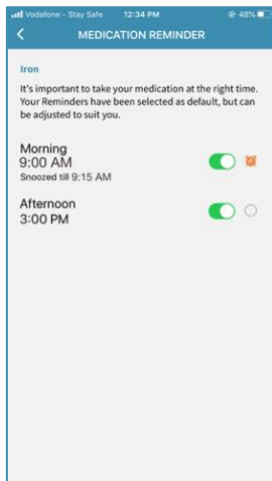 Vodafone - Stay Safe 12:34 PM 48%
MEDICATION REMINDER
Iron
It's important to take your medication at the right time.
Your Reminders have been selected as default, but can
be adjusted to suit you.
Morning
9:00 AM
Snoozed till 9:15 AM
Afternoon
3:00 PM